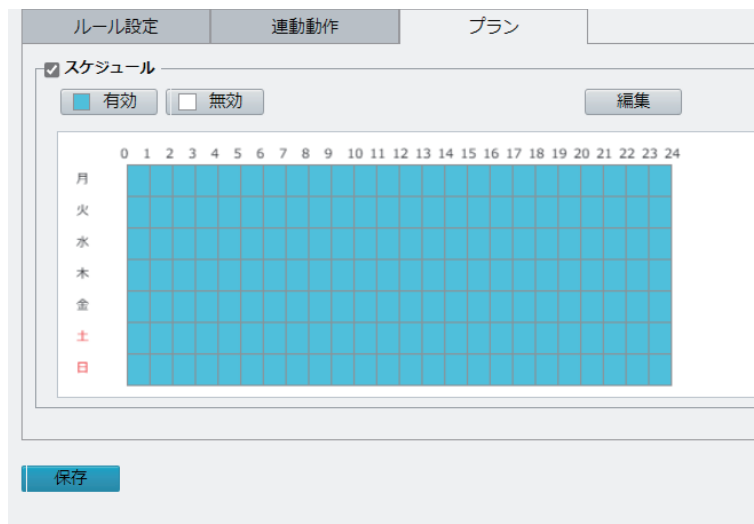 ルール設定 連動動作 プラン
スケジュール
有効 無効 編集
0 1 2 3 4 5 6 7 8 9 10 11 12 13 14 15 16 17 18 19 20 21 22 23 24
月
火
水
木
金
土
日
保存